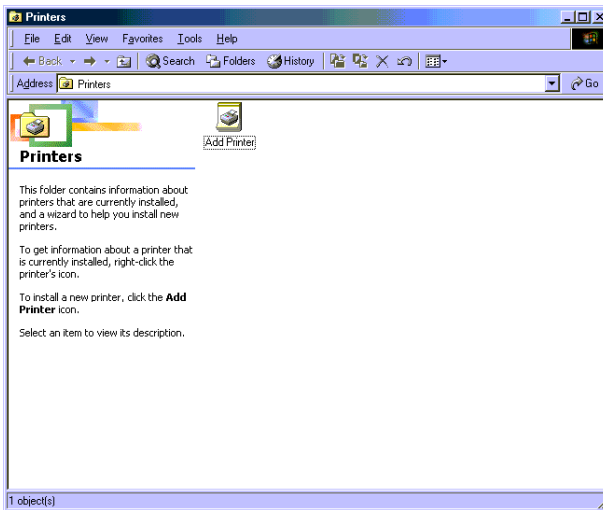 Printers
File Edit View Favorites Tools Help
Back Search Folders History
Address Printers Go
Add Printer
Printers
This folder contains information about
printers that are currently installed,
and a wizard to help you install new
printers.
To get information about a printer that
is currently installed, right-click the
printer's icon.
To install a new printer, click the Add
Printer icon.
Select an item to view its description.
1 object(s)